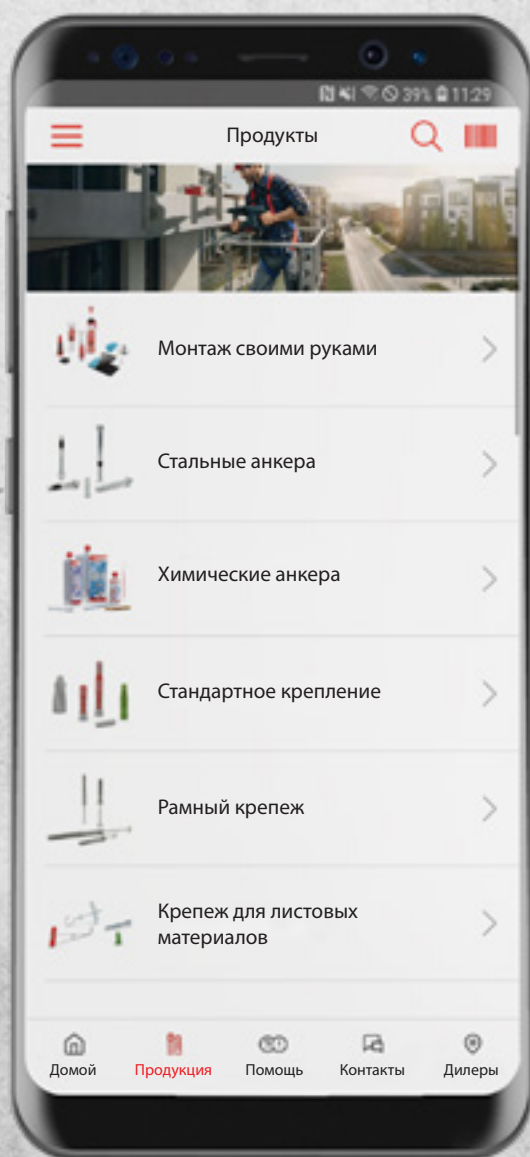 39% 11:29
Продукты
Монтаж своими руками
Стальные анкера
Химические анкера
Стандартное крепление
Рамный крепеж
Крепеж для листовых
материалов
Домой Продукция Помощь Контакты Дилеры